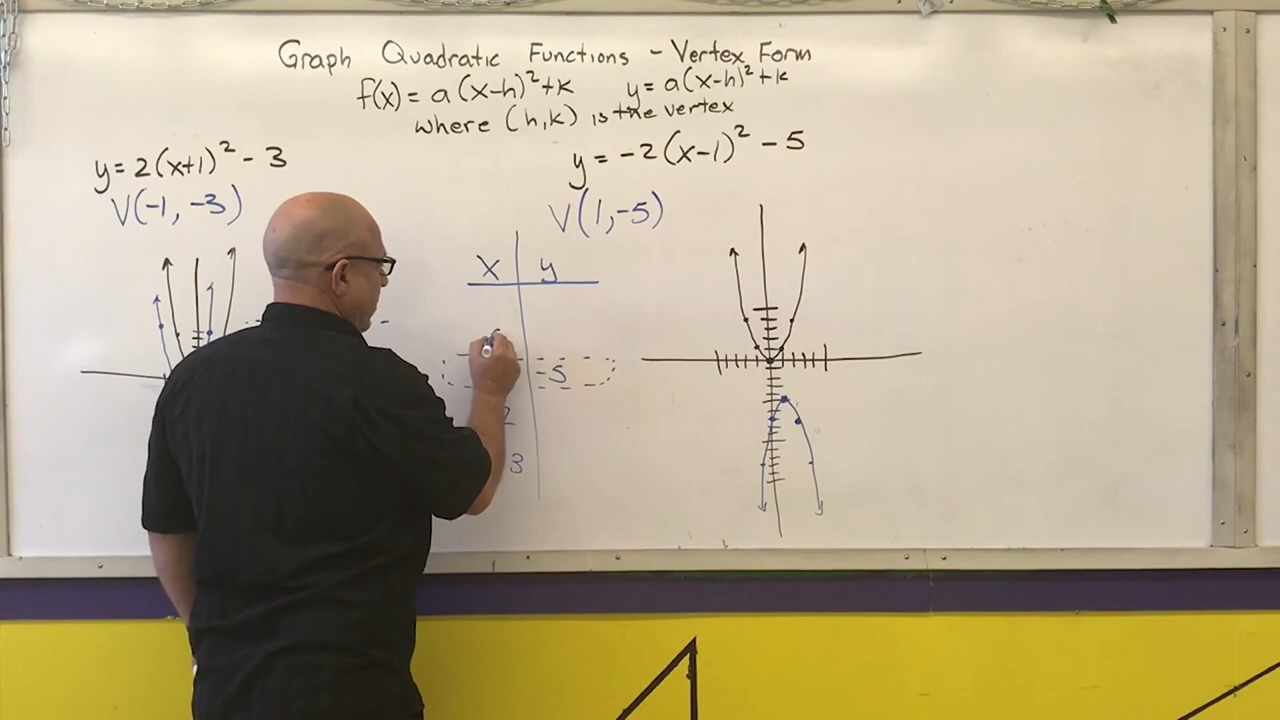 Graph Quadratic Functions - Vertex Form
f(x) = a(x-h)²+k y = a(x-h)²+k
where (h,k) is the vertex
y = 2(x+1)² - 3 y = -2(x-1)² - 5
V(-1, -3) V(1,-5)
x y
-5
2
3